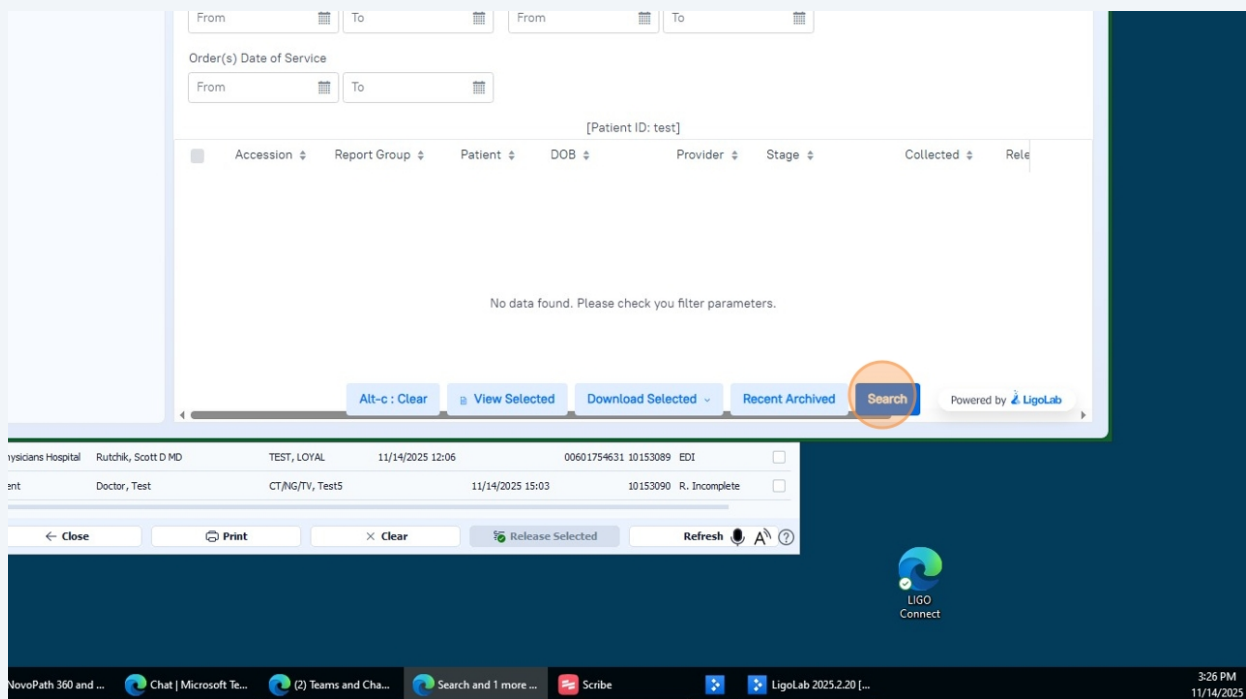 From To From To
Order(s) Date of Service
From To
[Patient ID: test]
Accession Report Group Patient DOB Provider Stage Collected Rele
No data found. Please check you filter parameters.
Alt-c : Clear View Selected Download Selected Recent Archived Search Powered by LigoLab
hysicians Hospital Rutchik, Scott D MD TEST, LOYAL 11/14/2025 12:06 00601754631 10153089 EDI
ent Doctor, Test CT/NG/TV, Test5 11/14/2025 15:03 10153090 R. Incomplete
← Close Print × Clear Release Selected Refresh A ?
LIGO
Connect
NovoPath 360 and ... Chat | Microsoft Te... (2) Teams and Cha... Search and 1 more ... Scribe LigoLab 2025.2.20 [... 3:26 PM
11/14/2025